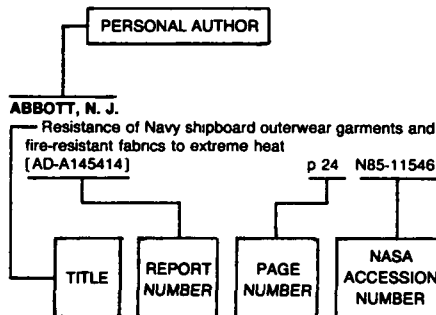 PERSONAL AUTHOR
ABBOTT, N. J.
Resistance of Navy shipboard outerwear garments and
fire-resistant fabrics to extreme heat
[AD-A145414] p 24 N85-11546
TITLE
REPORT
NUMBER
PAGE
NUMBER
NASA
ACCESSION
NUMBER